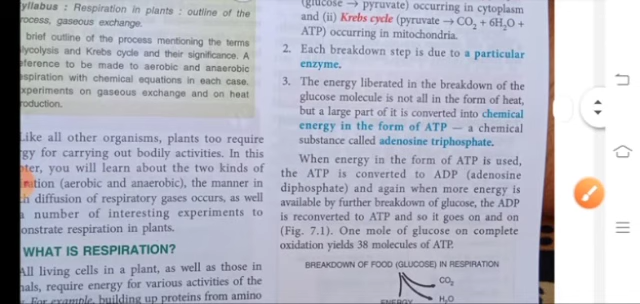 yllabus : Respiration in plants : outline of the
rocess, gaseous exchange.
brief outline of the process mentioning the terms
lycolysis and Krebs cycle and their significance. A
eference to be made to aerobic and anaerobic
espiration with chemical equations in each case.
xperiments on gaseous exchange and on heat
roduction.
Like all other organisms, plants too require
gy for carrying out bodily activities. In this
ter, you will learn about the two kinds of
(aerobic and anaerobic), the manner in
h diffusion of respiratory gases occurs, as well
a number of interesting experiments to
onstrate respiration in plants.
WHAT IS RESPIRATION?
All living cells in a plant, as well as those in
als, require energy for various activities of the
For example, building up proteins from amino
(glucose → pyruvate) occurring in cytoplasm
and (ii) Krebs cycle (pyruvate → CO₂ + 6H₂O +
ATP) occurring in mitochondria.
2. Each breakdown step is due to a particular
enzyme.
3. The energy liberated in the breakdown of the
glucose molecule is not all in the form of heat,
but a large part of it is converted into chemical
energy in the form of ATP — a chemical
substance called adenosine triphosphate.
When energy in the form of ATP is used,
the ATP is converted to ADP (adenosine
diphosphate) and again when more energy is
available by further breakdown of glucose, the ADP
is reconverted to ATP and so it goes on and on
(Fig. 7.1). One mole of glucose on complete
oxidation yields 38 molecules of ATP.
BREAKDOWN OF FOOD (GLUCOSE) IN RESPIRATION
CO₂
ENERGY
H₂O